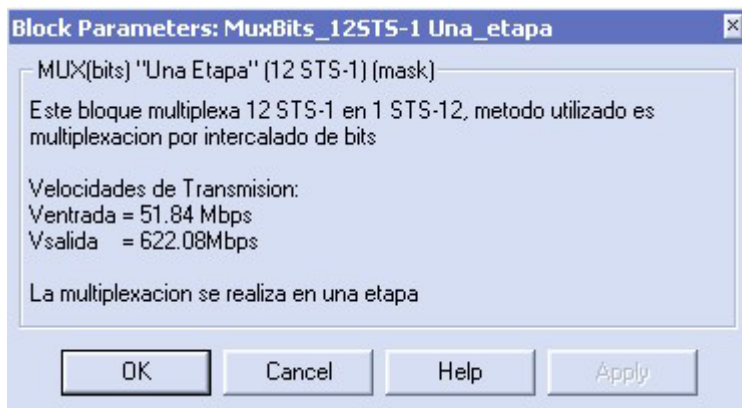 Block Parameters: MuxBits_12STS-1 Una_etapa
MUX(bits) "Una Etapa" (12 STS-1) (mask)
Este bloque multiplexa 12 STS-1 en 1 STS-12, metodo utilizado es
multiplexacion por intercalado de bits
Velocidades de Transmision:
Ventrada = 51.84 Mbps
Vsalida = 622.08Mbps
La multiplexacion se realiza en una etapa
OK Cancel Help Apply